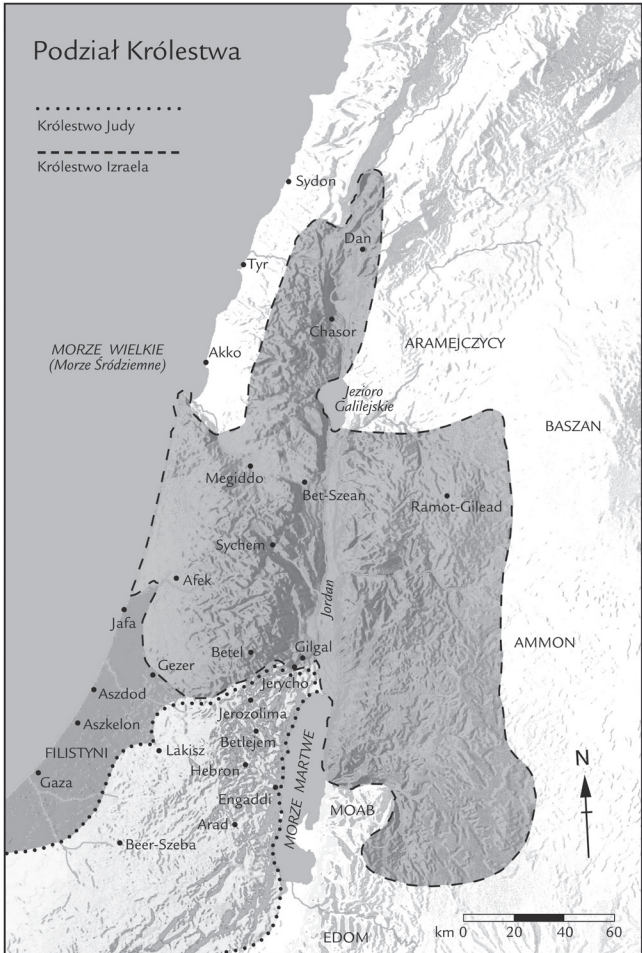 Podział Królestwa
Królestwo Judy
Królestwo Izraela
Sydon
Dan
Tyr
Chasor
MORZE WIELKIE
(Morze Śródziemne)
Akko
ARAMEJCZYCY
Jezioro
Galilejskie
BASZAN
Megiddo
Bet-Szean
Ramot-Gilead
Sychem
Afek
Jordan
Jafa
AMMON
Betel
Gilgal
Gezer
Jerycho
Aszdod
Jerozolima
Aszkelon
Betlejem
FILISTYNI
Lakisz
Hebron
Gaza
Engaddi
MORZE MARTWE
MOAB
Arad
Beer-Szeba
N
EDOM
km 0 20 40 60